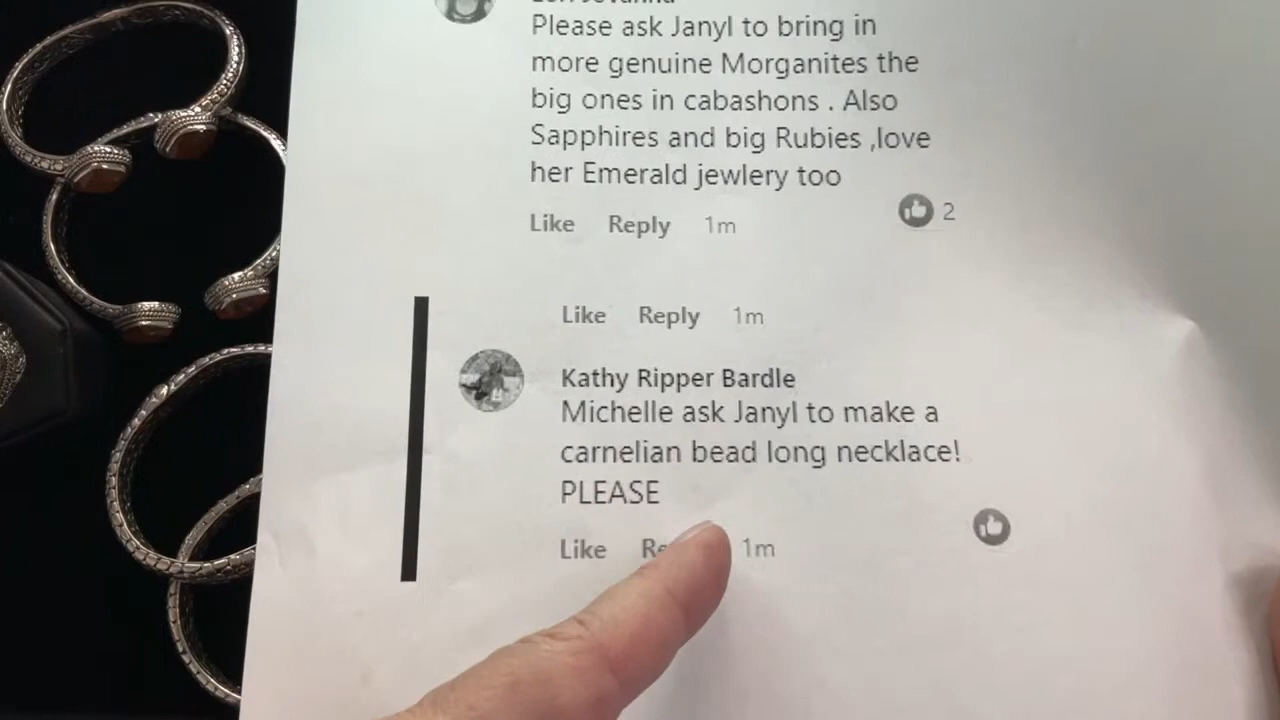 Please ask Janyl to bring in
more genuine Morganites the
big ones in cabashons . Also
Sapphires and big Rubies ,love
her Emerald jewlery too
Like Reply 1m 2
Like Reply 1m
Kathy Ripper Bardle
Michelle ask Janyl to make a
carnelian bead long necklace!
PLEASE
Like 1m